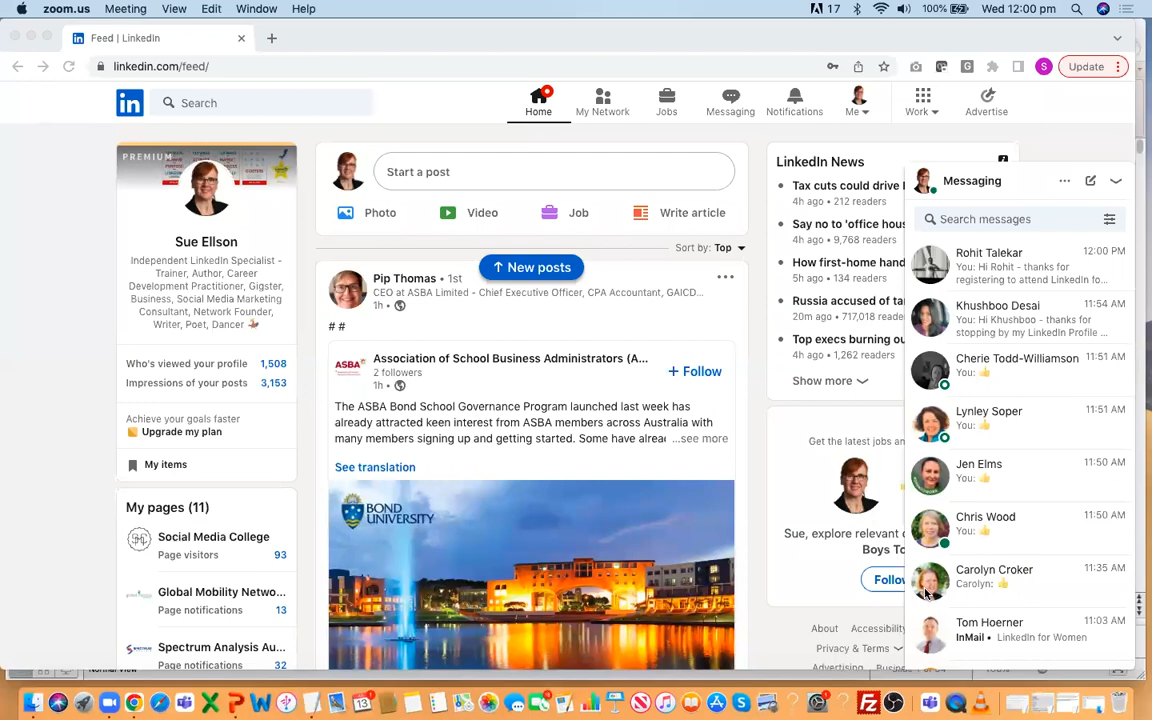 zoom.us Meeting View Edit Window Help
17 100% Wed 12:00 pm
Feed | LinkedIn
linkedin.com/feed/
G S Update
in Search
Home My Network Jobs Messaging Notifications Me Work Advertise
PREMIUM
Sue Ellson
Independent LinkedIn Specialist -
Trainer, Author, Career
Development Practitioner, Gigster,
Business, Social Media Marketing
Consultant, Network Founder,
Writer, Poet, Dancer 💃
Who's viewed your profile 1,508
Impressions of your posts 3,153
Achieve your goals faster
Upgrade my plan
My items
My pages (11)
Social Media College
Page visitors 93
Global Mobility Netwo...
Page notifications 13
Spectrum Analysis Au...
Page notifications 32
Start a post
Photo Video Job Write article
Sort by: Top
↑ New posts
Pip Thomas • 1st
CEO at ASBA Limited - Chief Executive Officer, CPA Accountant, GAICD...
1h •
# #
ASBA
Association of School Business Administrators (A...
2 followers
1h •
+ Follow
The ASBA Bond School Governance Program launched last week has
already attracted keen interest from ASBA members across Australia with
many members signing up and getting started. Some have alrea ...see more
See translation
BOND
UNIVERSITY
LinkedIn News
Tax cuts could drive
4h ago • 212 readers
Say no to 'office hous
4h ago • 9,768 readers
How first-home hand
5h ago • 134 readers
Russia accused of tar
20m ago • 717,018 reade
Top execs burning ou
4h ago • 1,262 readers
Show more
Get the latest jobs an
Sue, explore relevant
Boys To
Follow
About Accessibility
Privacy & Terms
Advertising
Messaging
Search messages
Rohit Talekar 12:00 PM
You: Hi Rohit - thanks for
registering to attend LinkedIn fo...
Khushboo Desai 11:54 AM
You: Hi Khushboo - thanks for
stopping by my LinkedIn Profile ...
Cherie Todd-Williamson 11:51 AM
You: 👍
Lynley Soper 11:51 AM
You: 👍
Jen Elms 11:50 AM
You: 👍
Chris Wood 11:50 AM
You: 👍
Carolyn Croker 11:35 AM
Carolyn: 👍
Tom Hoerner 11:03 AM
InMail • LinkedIn for Women